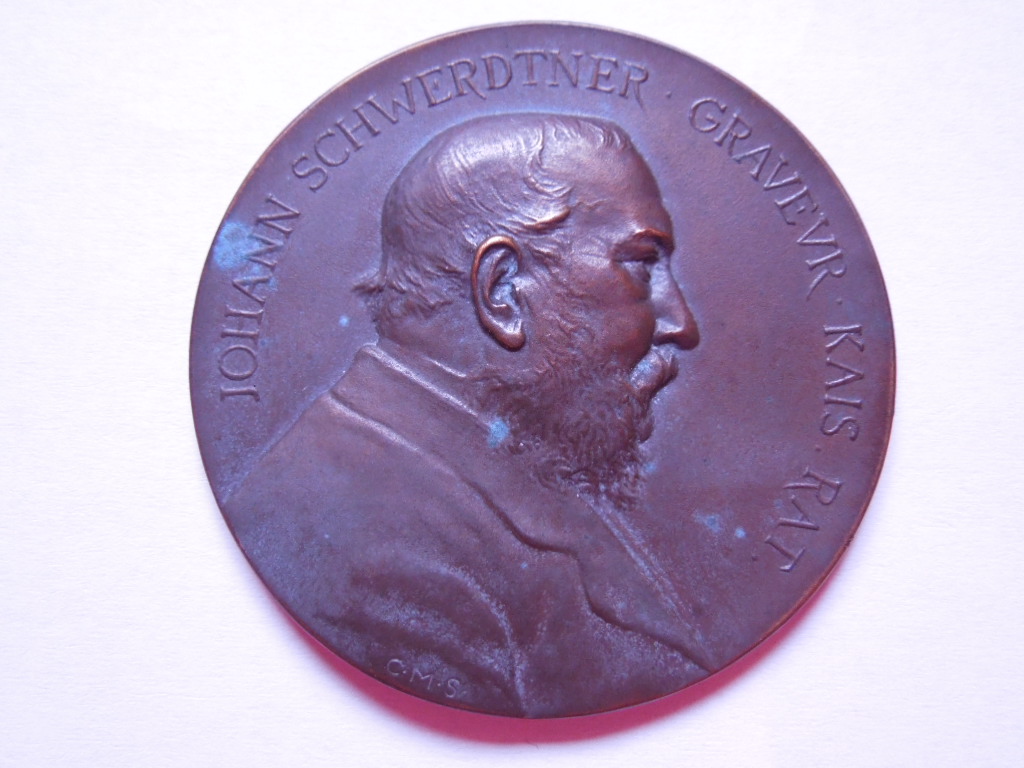 JOHANN SCHWERDTNER · GRAVEVR · KAIS · RAT
C·M·S·